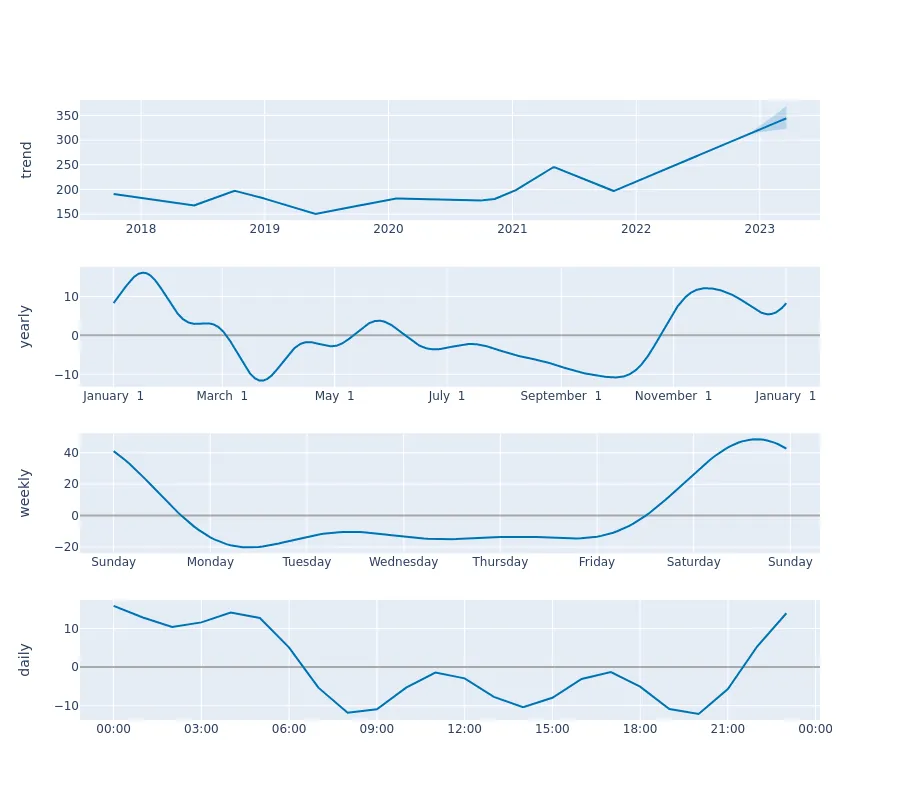 trend
350
300
250
200
150
2018 2019 2020 2021 2022 2023
yearly
10
0
−10
January 1 March 1 May 1 July 1 September 1 November 1 January 1
weekly
40
20
0
−20
Sunday Monday Tuesday Wednesday Thursday Friday Saturday Sunday
daily
10
0
−10
00:00 03:00 06:00 09:00 12:00 15:00 18:00 21:00 00:00